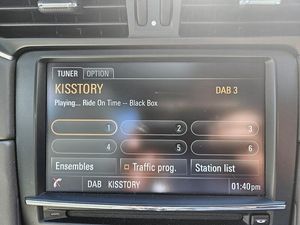 TUNER OPTION
KISSTORY DAB 3
Playing... Ride On Time -- Black Box
1 2 3
4 5 6
Ensembles Traffic prog. Station list
DAB KISSTORY 01:40pm